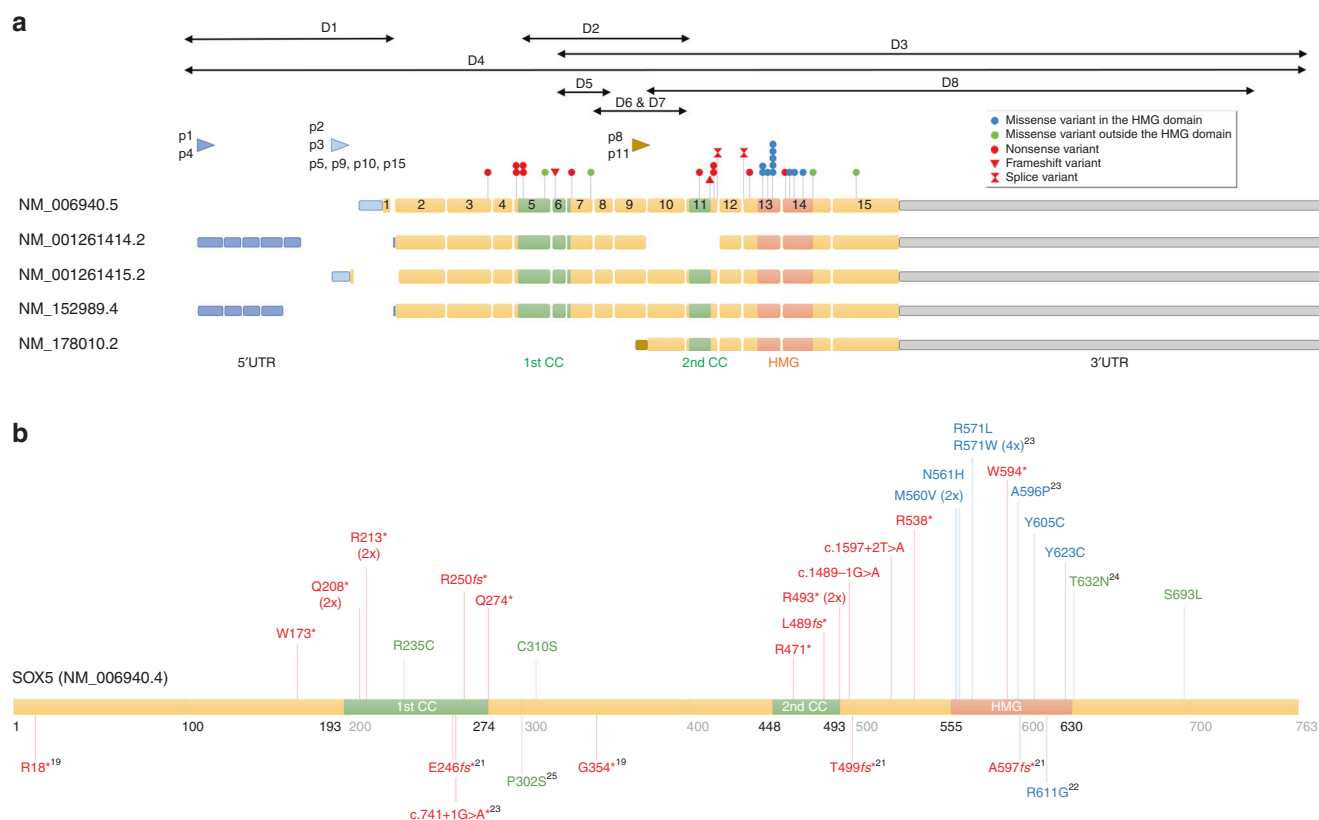 a
D1
D2
D3
D4
D5
D8
D6 & D7
p1
p4
p2
p3
p5, p9, p10, p15
p8
p11
Missense variant in the HMG domain
Missense variant outside the HMG domain
Nonsense variant
Frameshift variant
Splice variant
NM_006940.5
1 2 3 4 5 6 7 8 9 10 11 12 13 14 15
NM_001261414.2
NM_001261415.2
NM_152989.4
NM_178010.2
5′UTR 1st CC 2nd CC HMG 3′UTR
b
R571L
R571W (4x)23
N561H W594*
M560V (2x) A596P23
R538* Y605C
R213*
(2x)
c.1597+2T>A Y623C
Q208*
(2x)
R250fs* c.1489–1G>A T632N24
Q274* R493* (2x) S693L
W173* L489fs*
R235C C310S R471*
SOX5 (NM_006940.4)
1st CC 2nd CC HMG
1 100 193 200 274 300 400 448 493 500 555 600 630 700 763
R18*19 E246fs*21 P302S25 G354*19 T499fs*21 A597fs*21
R611G22
c.741+1G>A*23